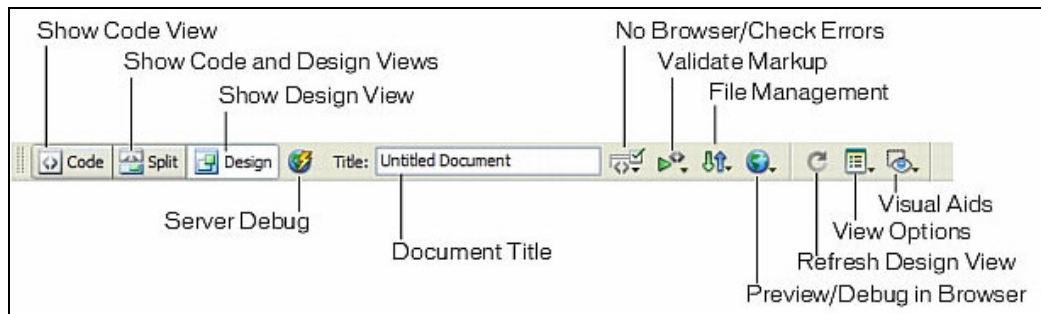 Show Code View
No Browser/Check Errors
Show Code and Design Views
Validate Markup
Show Design View
File Management
Code
Split
Design
Title:
Untitled Document
Server Debug
Visual Aids
Document Title
View Options
Refresh Design View
Preview/Debug in Browser